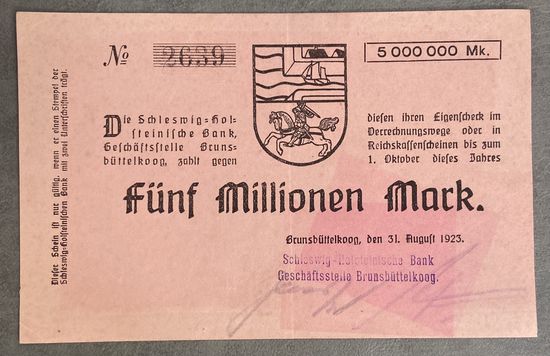 № 2659
5 000 000 Mk.
Die Schleswig-Hol-
steinische Bank,
Geschäftsstelle Bruns-
büttelkoog, zahlt gegen
diesen ihren Eigenscheck im
Verrechnungswege oder in
Reichskassenscheinen bis zum
1. Oktober dieses Jahres
Fünf Millionen Mark.
Brunsbüttelkoog, den 31. August 1923.
Schleswig-Holsteinische Bank
Geschäftsstelle Brunsbüttelkoog.
Dieser Schein ist nur gültig, wenn er einen Stempel der
Schleswig-Holsteinischen Bank mit zwei Unterschriften trägt.